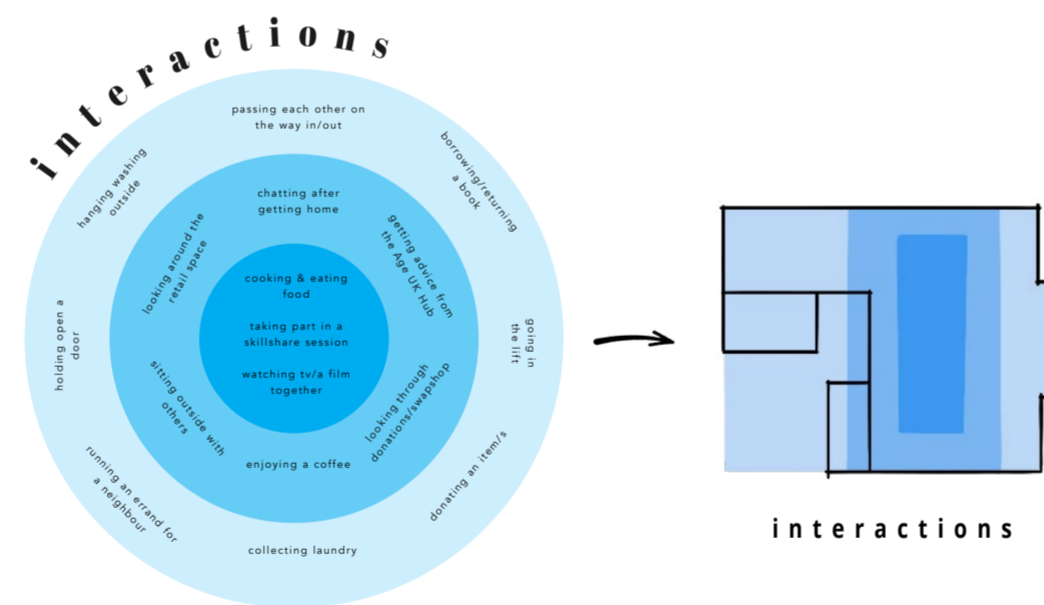 interactions
passing each other on
the way in/out
borrowing/returning
a book
going in
the lift
donating an item/s
collecting laundry
running an errand for
a neighbour
holding open a
door
hanging washing
outside
chatting after
getting home
getting advice from
the Age UK Hub
looking through
donations/swapshop
enjoying a coffee
sitting outside with
others
looking around the
retail space
cooking & eating
food
taking part in a
skillshare session
watching tv/a film
together
interactions